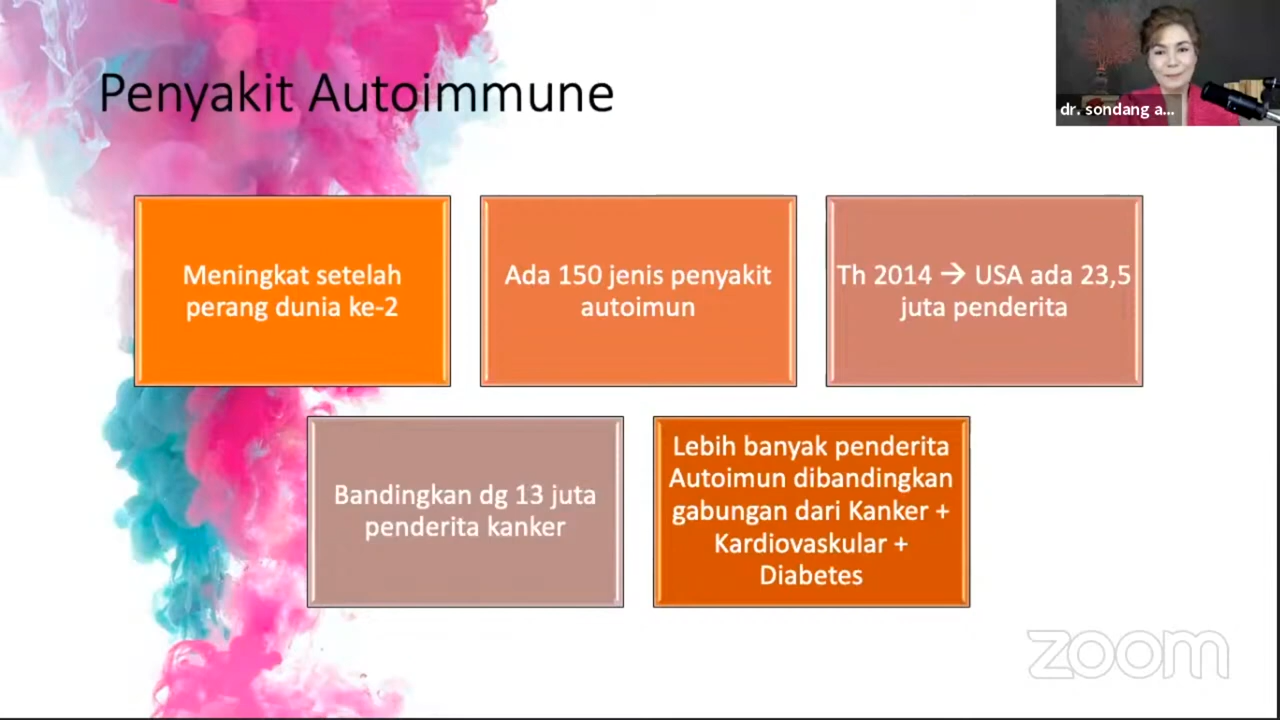 Penyakit Autoimmune
dr. sondang a...
Meningkat setelah
perang dunia ke-2
Ada 150 jenis penyakit
autoimun
Th 2014 → USA ada 23,5
juta penderita
Bandingkan dg 13 juta
penderita kanker
Lebih banyak penderita
Autoimun dibandingkan
gabungan dari Kanker +
Kardiovaskular +
Diabetes
zoom